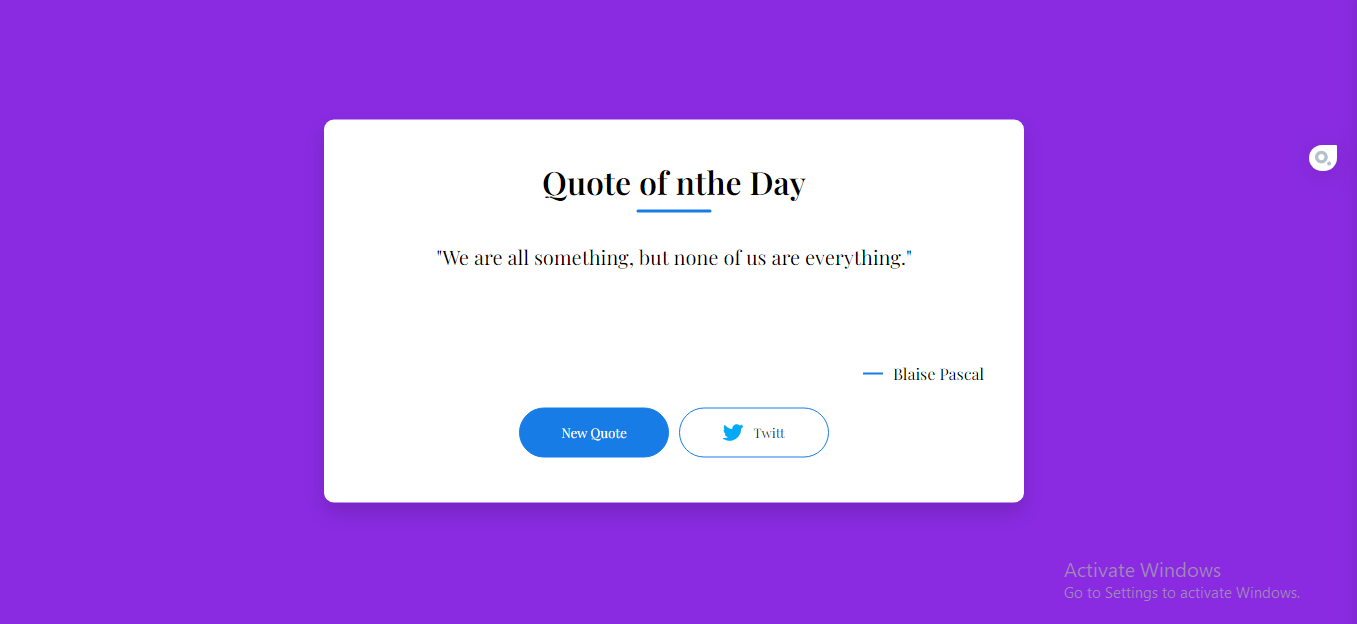 Quote of nthe Day
"We are all something, but none of us are everything."
Blaise Pascal
New Quote
Twitt
Activate Windows
Go to Settings to activate Windows.